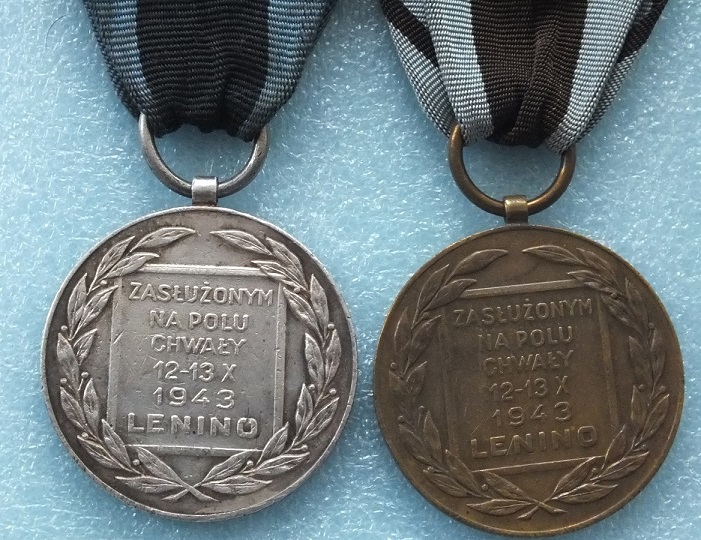 ZASŁUŻONYM
NA POLU
CHWAŁY
12-13 X
1943
LENINO
ZASŁUŻONYM
NA POLU
CHWAŁY
12-13 X
1943
LENINO